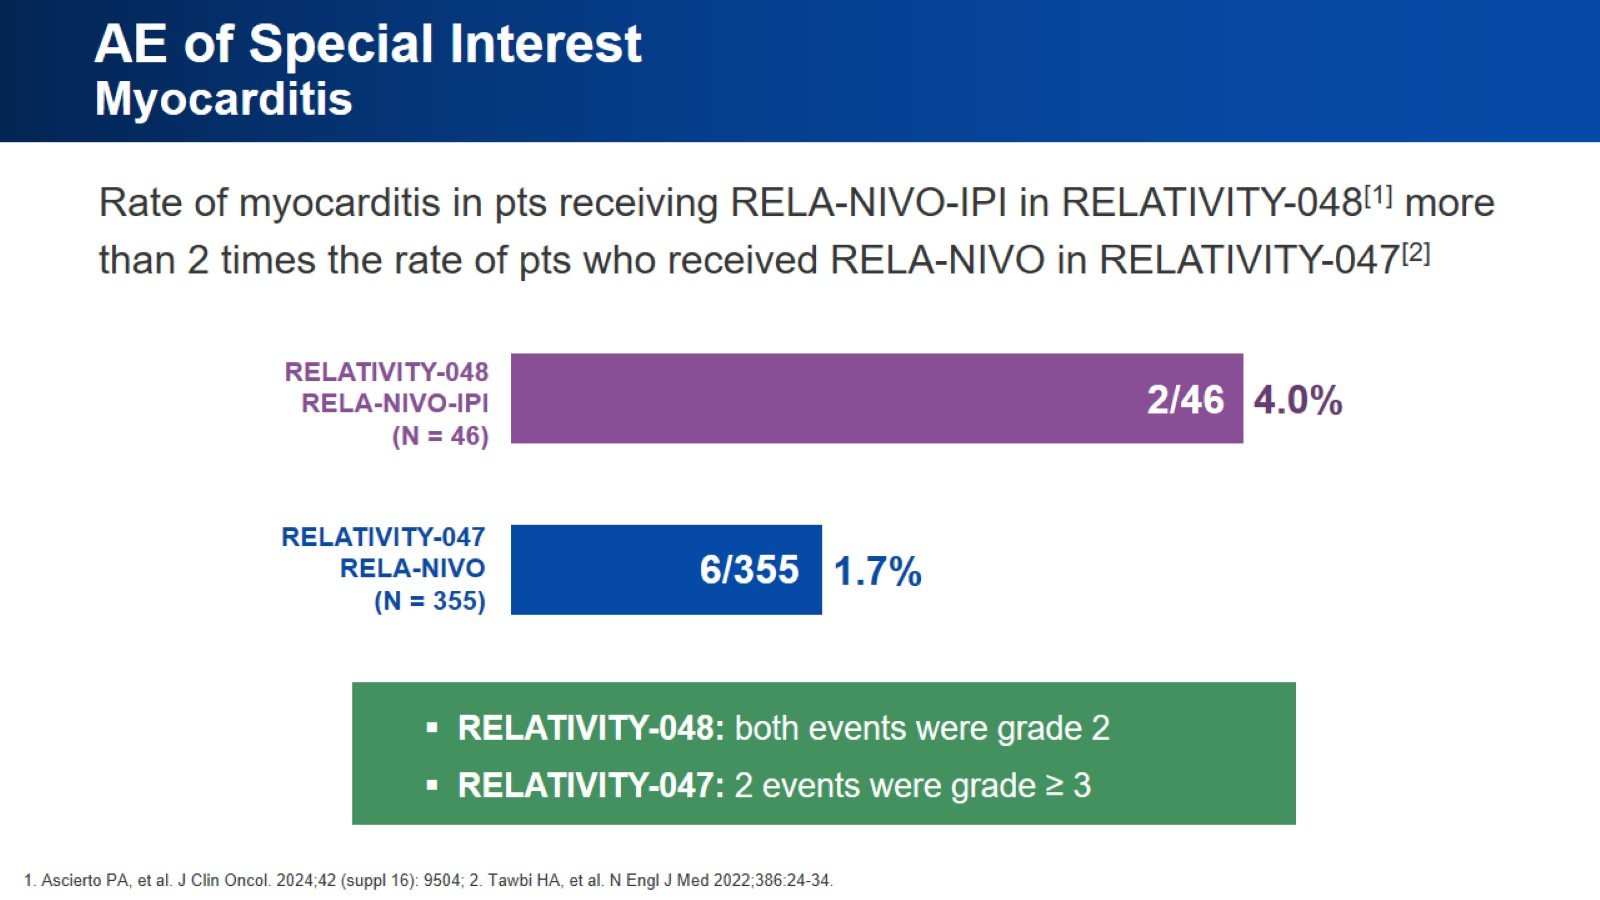 AE of Special Interest
Myocarditis
Rate of myocarditis in pts receiving RELA-NIVO-IPI in RELATIVITY-048[1] more
than 2 times the rate of pts who received RELA-NIVO in RELATIVITY-047[2]
RELATIVITY-048
RELA-NIVO-IPI
(N = 46)
2/46 4.0%
RELATIVITY-047
RELA-NIVO
(N = 355)
6/355 1.7%
▪ RELATIVITY-048: both events were grade 2
▪ RELATIVITY-047: 2 events were grade ≥ 3
1. Ascierto PA, et al. J Clin Oncol. 2024;42 (suppl 16): 9504; 2. Tawbi HA, et al. N Engl J Med 2022;386:24-34.